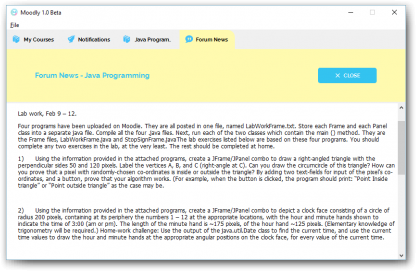 Moodly 1.0 Beta
File
My Courses
Notifications
Java Program.
Forum News
Forum News - Java Programming
× CLOSE
Lab work, Feb 9 – 12.
Four programs have been uploaded on Moodle. They are all posted in one file, named LabWorkFrame.txt. Store each Frame and each Panel
class into a separate java file. Compile all the four .java files. Next, run each of the two classes which contain the main () method. They are
the Frame files, LabWorkFrame.java and StopSignFrame.javaThe lab exercises listed below are based on these four programs. You should
complete any two exercises in the lab, at the very least. The rest should be completed at home.
1) Using the information provided in the attached programs, create a JFrame/JPanel combo to draw a right-angled triangle with the
perpendicular sides 50 and 120 pixels. Label the vertices A, B, and C (right-angle at C). Can you draw the circumcircle of this triangle? How can
you prove that a pixel with randomly-chosen co-ordinates is inside or outside the triangle? By adding two text-fields for input of the pixel's co-
ordinates, and a button, prove that your algorithm works. (For example, when the button is clicked, the program should print: "Point Inside
triangle" or "Point outside triangle" as the case may be.
2) Using the information provided in the attached programs, create a JFrame/JPanel combo to depict a clock face consisting of a circle of
radius 200 pixels, containing at its periphery the numbers 1 – 12 at the appropriate locations, with the hour and minute hands shown to
indicate the time of 3:00 (am or pm). The length of the minute hand is ~175 pixels, of the hour hand ~125 pixels. (Elementary knowledge of
trigonometry will be required.) Home-work challenge: Use the output of the java.util.Date class to find the current time, and use the current
time values to draw the hour and minute hands at the appropriate angular positions on the clock face, for every value of the current time.